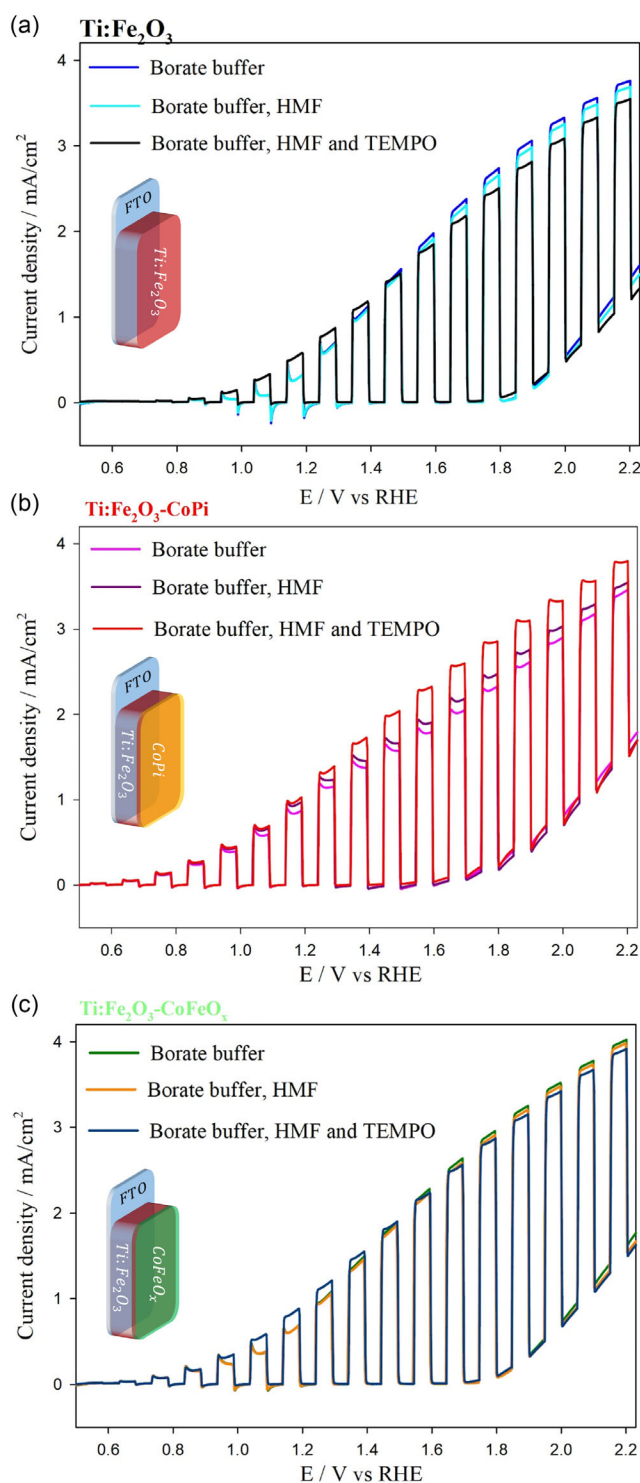 (a)
Ti:Fe₂O₃
Borate buffer
Borate buffer, HMF
Borate buffer, HMF and TEMPO
FTO
Ti:Fe₂O₃
Current density / mA/cm²
4
3
2
1
0
0.6 0.8 1.0 1.2 1.4 1.6 1.8 2.0 2.2
E / V vs RHE
(b)
Ti:Fe₂O₃-CoPi
Borate buffer
Borate buffer, HMF
Borate buffer, HMF and TEMPO
FTO
Ti:Fe₂O₃
CoPi
Current density / mA/cm²
4
3
2
1
0
0.6 0.8 1.0 1.2 1.4 1.6 1.8 2.0 2.2
E / V vs RHE
(c)
Ti:Fe₂O₃-CoFeOₓ
Borate buffer
Borate buffer, HMF
Borate buffer, HMF and TEMPO
FTO
Ti:Fe₂O₃
CoFeOₓ
Current density / mA/cm²
4
3
2
1
0
0.6 0.8 1.0 1.2 1.4 1.6 1.8 2.0 2.2
E / V vs RHE